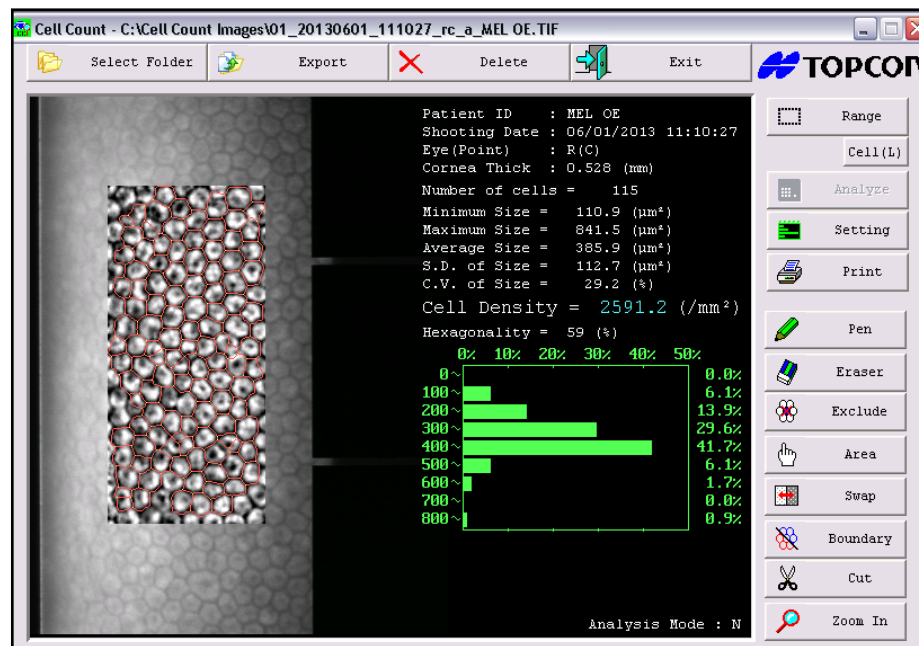 Cell Count - C:\Cell Count Images\01_20130601_111027_rc_a_MEL OE.TIF
Select Folder Export Delete Exit
TOPCON
Patient ID : MEL OE
Shooting Date : 06/01/2013 11:10:27
Eye(Point) : R(C)
Cornea Thick : 0.528 (mm)
Number of cells = 115
Minimum Size = 110.9 (µm²)
Maximum Size = 841.5 (µm²)
Average Size = 385.9 (µm²)
S.D. of Size = 112.7 (µm²)
C.V. of Size = 29.2 (%)
Cell Density = 2591.2 (/mm²)
Hexagonality = 59 (%)
0% 10% 20% 30% 40% 50%
0~ 0.0%
100~ 6.1%
200~ 13.9%
300~ 29.6%
400~ 41.7%
500~ 6.1%
600~ 1.7%
700~ 0.0%
800~ 0.9%
Analysis Mode : N
Range
Cell(L)
Analyze
Setting
Print
Pen
Eraser
Exclude
Area
Swap
Boundary
Cut
Zoom In